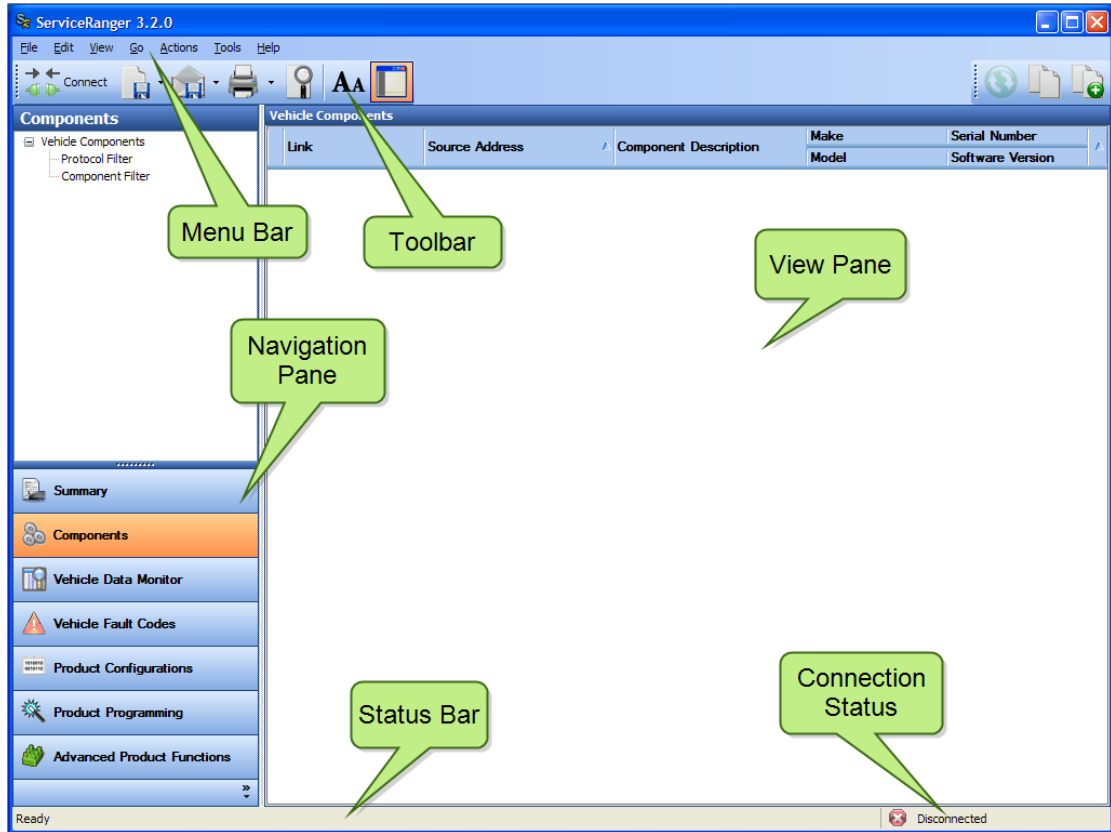 ServiceRanger 3.2.0
File Edit View Go Actions Tools Help
Connect
AA
Components
Vehicle Components
Protocol Filter
Component Filter
Vehicle Components
Link
Source Address
Component Description
Make
Serial Number
Model
Software Version
Menu Bar
Toolbar
View Pane
Navigation
Pane
Summary
Components
Vehicle Data Monitor
Vehicle Fault Codes
Product Configurations
Product Programming
Advanced Product Functions
Status Bar
Connection
Status
Ready
Disconnected